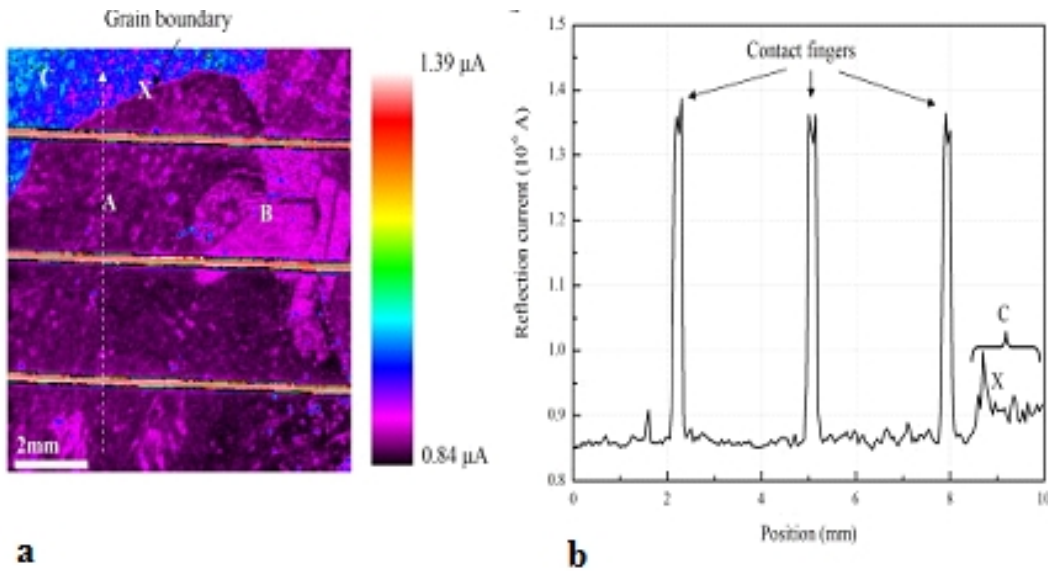 Grain boundary
C
X
1.39 μA
A
B
2mm
0.84 μA
a
1.5
1.4
1.3
1.2
1.1
1.0
0.9
0.8
Reflection current (10⁻⁶ A)
Contact fingers
C
X
0
2
4
6
8
10
Position (mm)
b